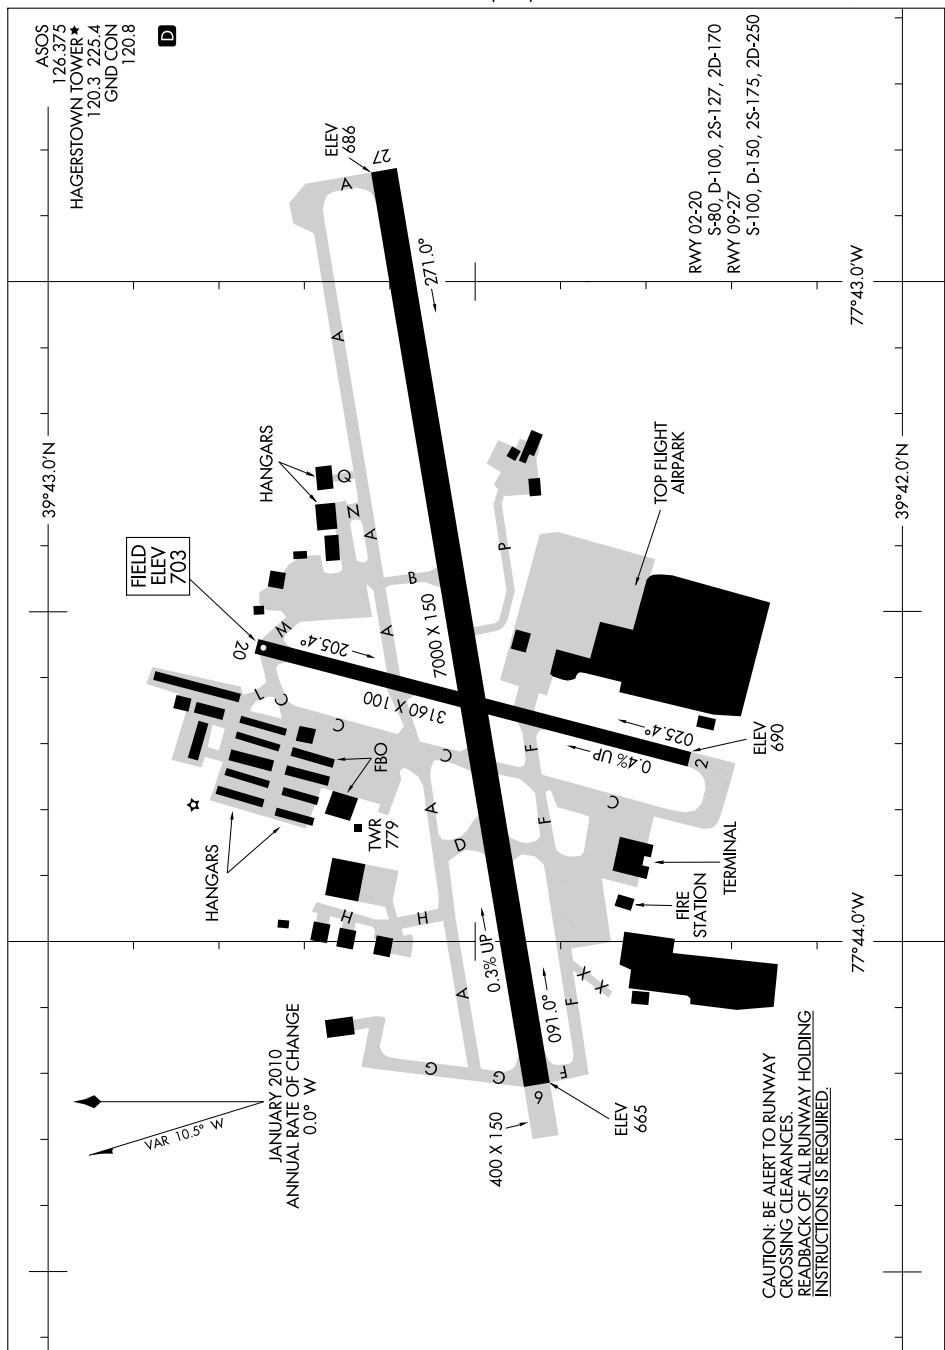 ASOS
126.375
HAGERSTOWN TOWER★
120.3 225.4
GND CON
120.8
D
RWY 02-20
S-80, D-100, 2S-127, 2D-170
RWY 09-27
S-100, D-150, 2S-175, 2D-250
39°43.0'N
39°42.0'N
77°43.0'W
77°44.0'W
ELEV
686
27
271.0°
A
A
HANGARS
Q
N
A
FIELD
ELEV
703
20
M
205.4°
A
B
P
7000 X 150
3160 X 100
TOP FLIGHT
AIRPARK
L
C
C
C
FBO
A
D
F
F
0.4% UP
025.4°
2
ELEV
690
C
HANGARS
TWR
779
TERMINAL
FIRE
STATION
H
H
0.3% UP
A
091.0°
X
X
F
G
G
F
9
400 X 150
ELEV
665
VAR 10.5° W
JANUARY 2010
ANNUAL RATE OF CHANGE
0.0° W
CAUTION: BE ALERT TO RUNWAY
CROSSING CLEARANCES.
READBACK OF ALL RUNWAY HOLDING
INSTRUCTIONS IS REQUIRED.